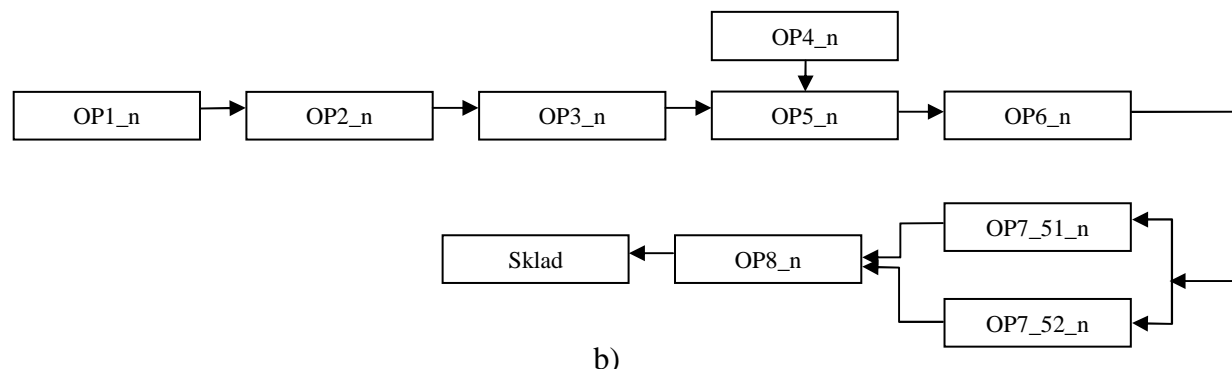 OP4_n
OP1_n OP2_n OP3_n OP5_n OP6_n
OP7_51_n
Sklad OP8_n
OP7_52_n
b)